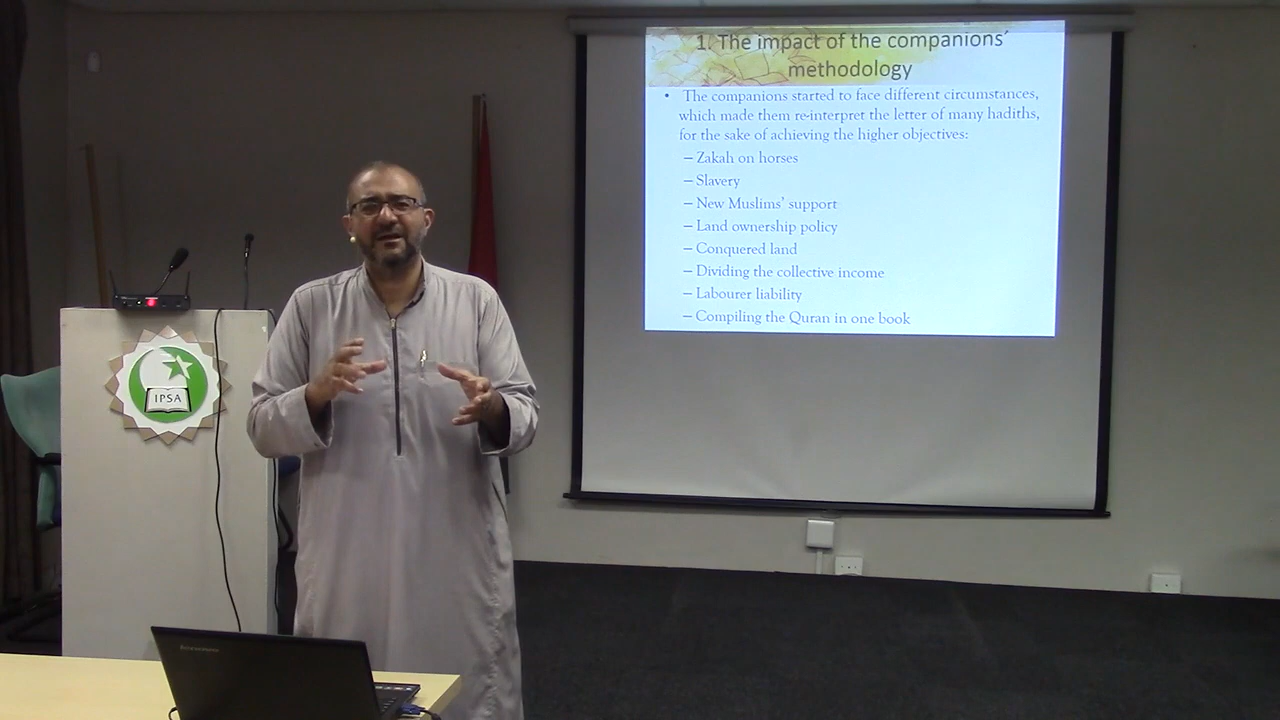 1. The impact of the companions´
methodology
• The companions started to face different circumstances,
which made them re-interpret the letter of many hadiths,
for the sake of achieving the higher objectives:
– Zakah on horses
– Slavery
– New Muslims’ support
– Land ownership policy
– Conquered land
– Dividing the collective income
– Labourer liability
– Compiling the Quran in one book
IPSA
lenovo